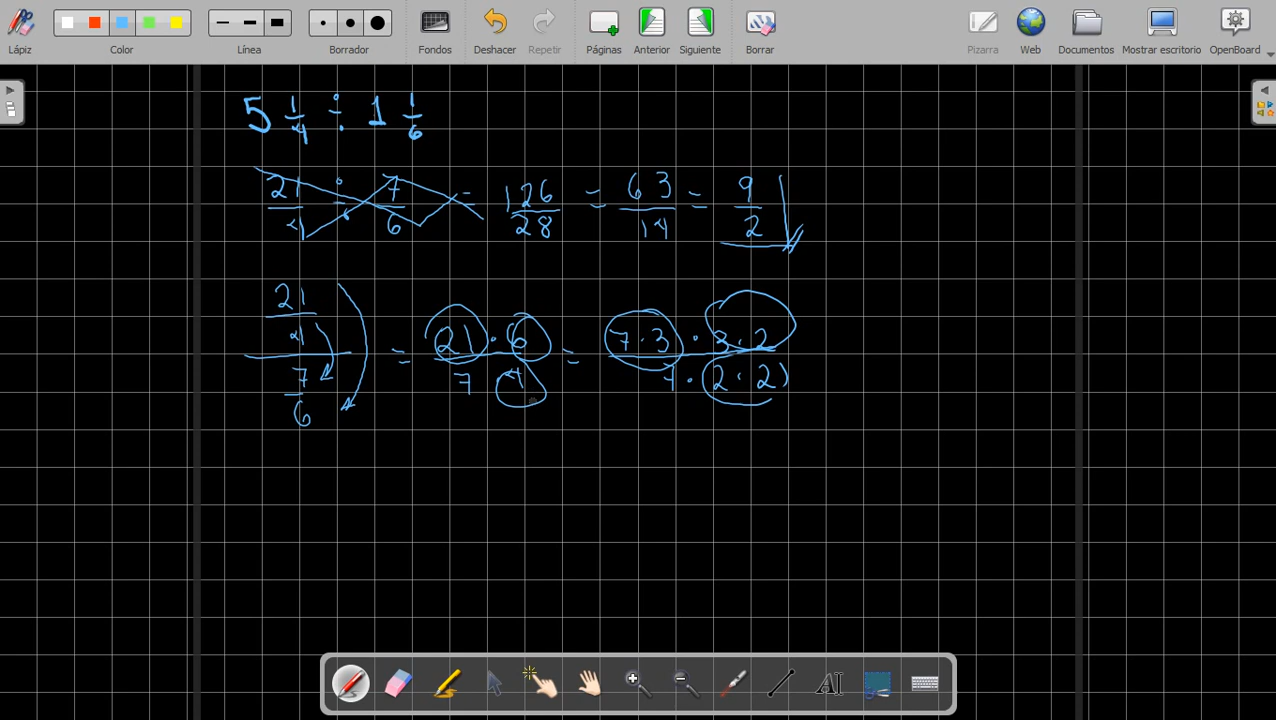 Lápiz Color Línea Borrador Fondos Deshacer Repetir Páginas Anterior Siguiente Borrar Pizarra Web Documentos Mostrar escritorio OpenBoard
5 1/4 ÷ 1 1/6
21/4 ÷ 7/6 = 126/28 = 63/14 = 9/2
(21/4)/(7/6) = (21·6)/(7·4) = (7·3·3·2)/(7·(2·2))
AI